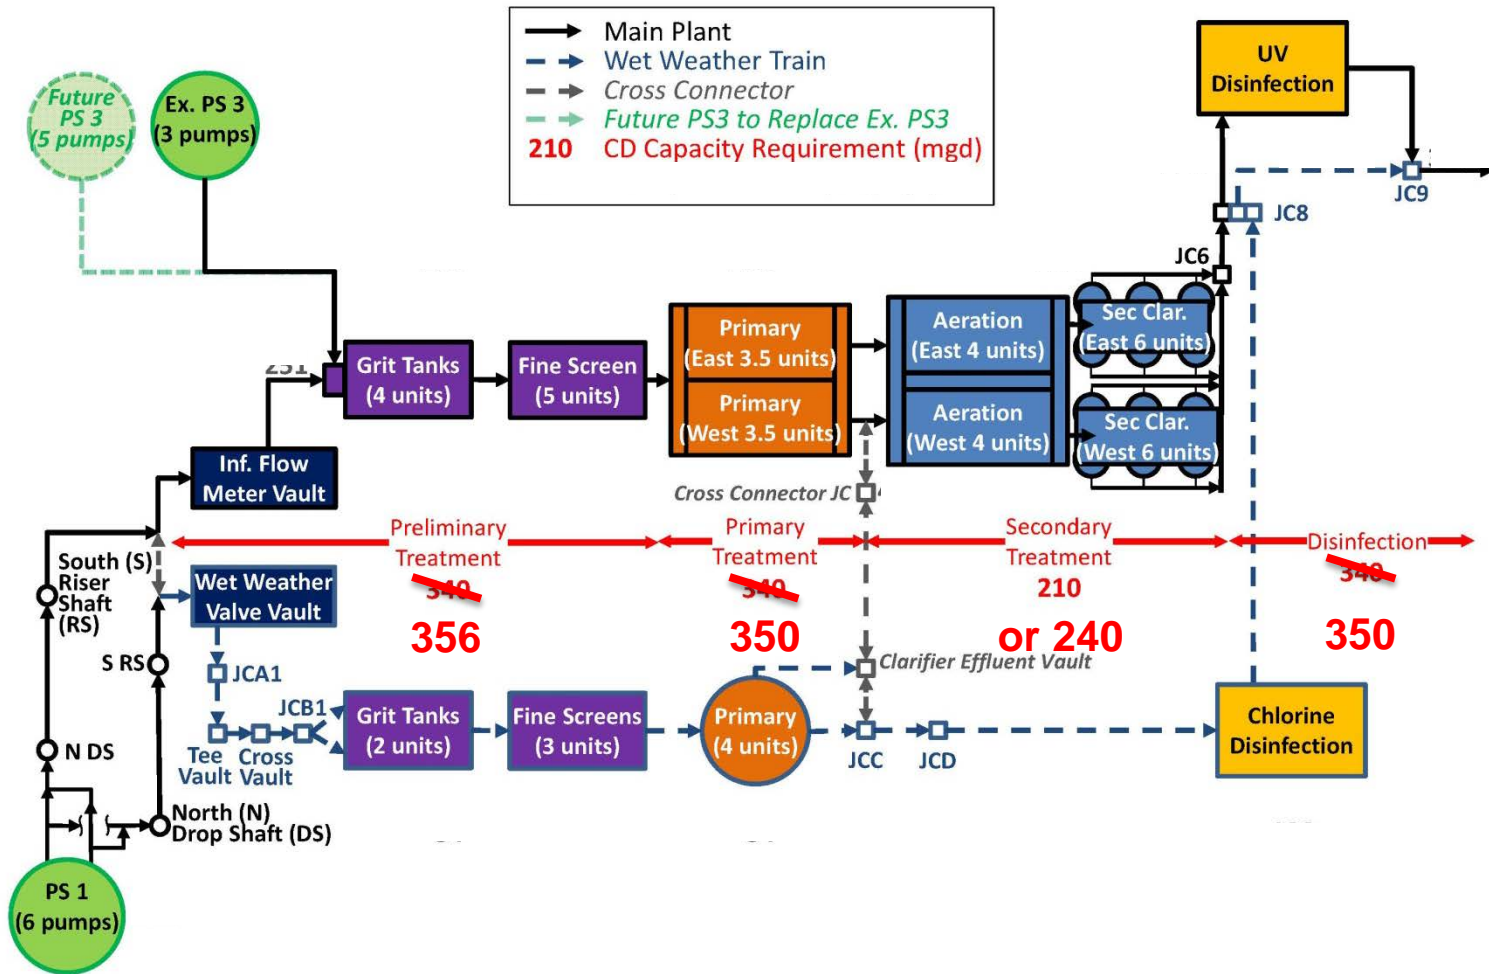 Main Plant
Wet Weather Train
Cross Connector
Future PS3 to Replace Ex. PS3
210 CD Capacity Requirement (mgd)
Future
PS 3
(5 pumps)
Ex. PS 3
(3 pumps)
UV
Disinfection
JC9
JC8
JC6
Grit Tanks
(4 units)
Fine Screen
(5 units)
Primary
(East 3.5 units)
Primary
(West 3.5 units)
Aeration
(East 4 units)
Aeration
(West 4 units)
Sec Clar.
(East 6 units)
Sec Clar.
(West 6 units)
Inf. Flow
Meter Vault
Cross Connector JC
South (S)
Riser
Shaft
(RS)
Preliminary
Treatment
340
356
Primary
Treatment
340
350
Secondary
Treatment
210
or 240
Disinfection
340
350
Wet Weather
Valve Vault
S RS
JCA1
JCB1
Tee
Vault
Cross
Vault
Grit Tanks
(2 units)
Fine Screens
(3 units)
Primary
(4 units)
Clarifier Effluent Vault
JCC
JCD
Chlorine
Disinfection
N DS
North (N)
Drop Shaft (DS)
PS 1
(6 pumps)